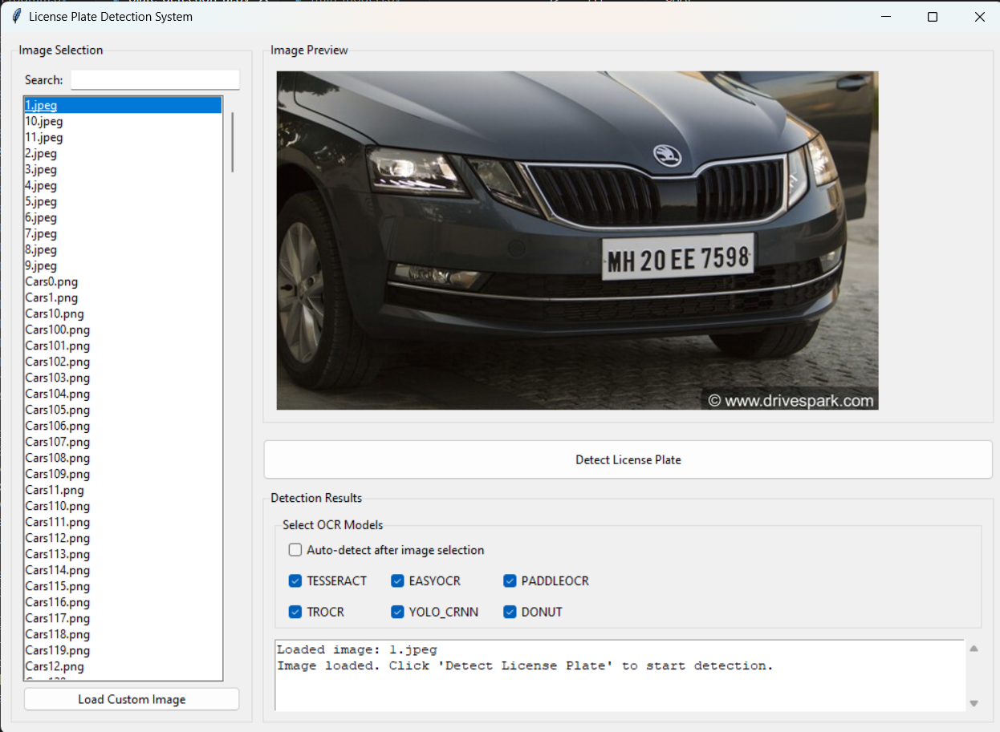 License Plate Detection System
Image Selection
Search:
1.jpeg
10.jpeg
11.jpeg
2.jpeg
3.jpeg
4.jpeg
5.jpeg
6.jpeg
7.jpeg
8.jpeg
9.jpeg
Cars0.png
Cars1.png
Cars10.png
Cars100.png
Cars101.png
Cars102.png
Cars103.png
Cars104.png
Cars105.png
Cars106.png
Cars107.png
Cars108.png
Cars109.png
Cars11.png
Cars110.png
Cars111.png
Cars112.png
Cars113.png
Cars114.png
Cars115.png
Cars116.png
Cars117.png
Cars118.png
Cars119.png
Cars12.png
Load Custom Image
Image Preview
MH 20 EE 7598
© www.drivespark.com
Detect License Plate
Detection Results
Select OCR Models
Auto-detect after image selection
TESSERACT EASYOCR PADDLEOCR
TROCR YOLO_CRNN DONUT
Loaded image: 1.jpeg
Image loaded. Click 'Detect License Plate' to start detection.